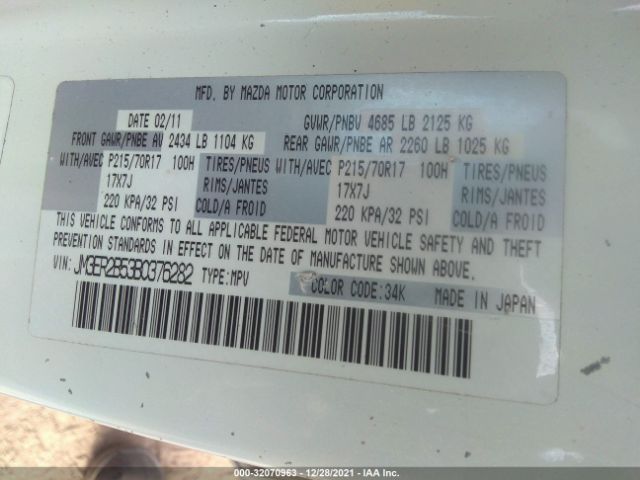 MFD. BY MAZDA MOTOR CORPORATION
DATE 02/11 GVWR/PNBV 4685 LB 2125 KG
FRONT GAWR/PNBE AV 2434 LB 1104 KG REAR GAWR/PNBE AR 2260 LB 1025 KG
WITH/AVEC P215/70R17 100H TIRES/PNEUS WITH/AVEC P215/70R17 100H TIRES/PNEUS
17X7J RIMS/JANTES 17X7J RIMS/JANTES
220 KPA/32 PSI COLD/A FROID 220 KPA/32 PSI COLD/A FROID
THIS VEHICLE CONFORMS TO ALL APPLICABLE FEDERAL MOTOR VEHICLE SAFETY AND THEFT
PREVENTION STANDARDS IN EFFECT ON THE DATE OF MANUFACTURE SHOWN ABOVE.
VIN: JM3ER2B53B0376282 TYPE:MPV COLOR CODE:34K MADE IN JAPAN
000-32070963 - 12/28/2021 - IAA Inc.